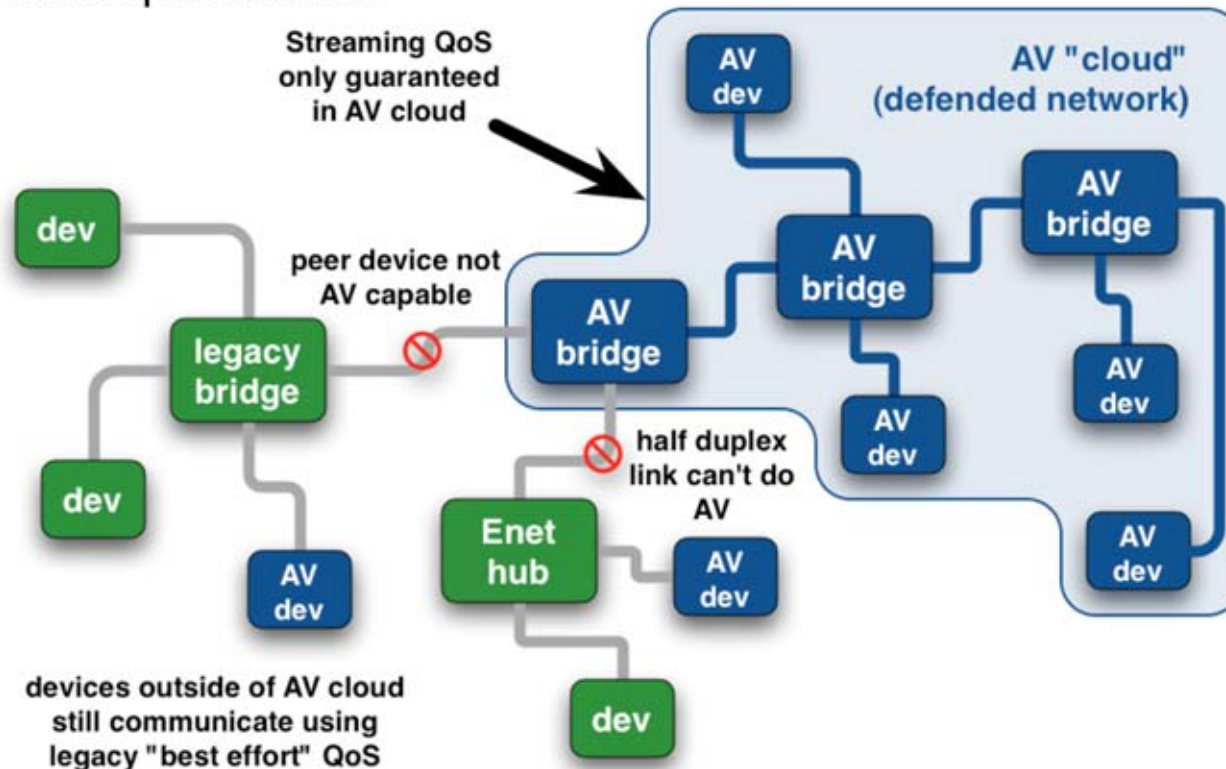 Streaming QoS
only guaranteed
in AV cloud
AV "cloud"
(defended network)
AV
dev
AV
bridge
AV
bridge
dev
peer device not
AV capable
legacy
bridge
AV
bridge
AV
dev
AV
dev
dev
half duplex
link can't do
AV
Enet
hub
AV
dev
AV
dev
AV
dev
devices outside of AV cloud
still communicate using
legacy "best effort" QoS
dev